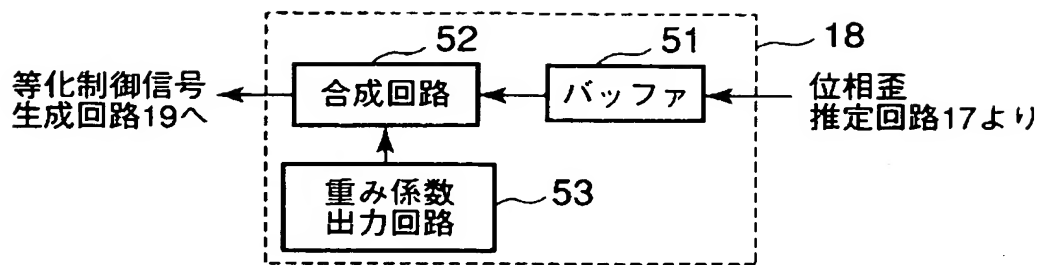 52
51
18
等化制御信号
生成回路19へ
合成回路
バッファ
位相歪
推定回路17より
重み係数
出力回路
53